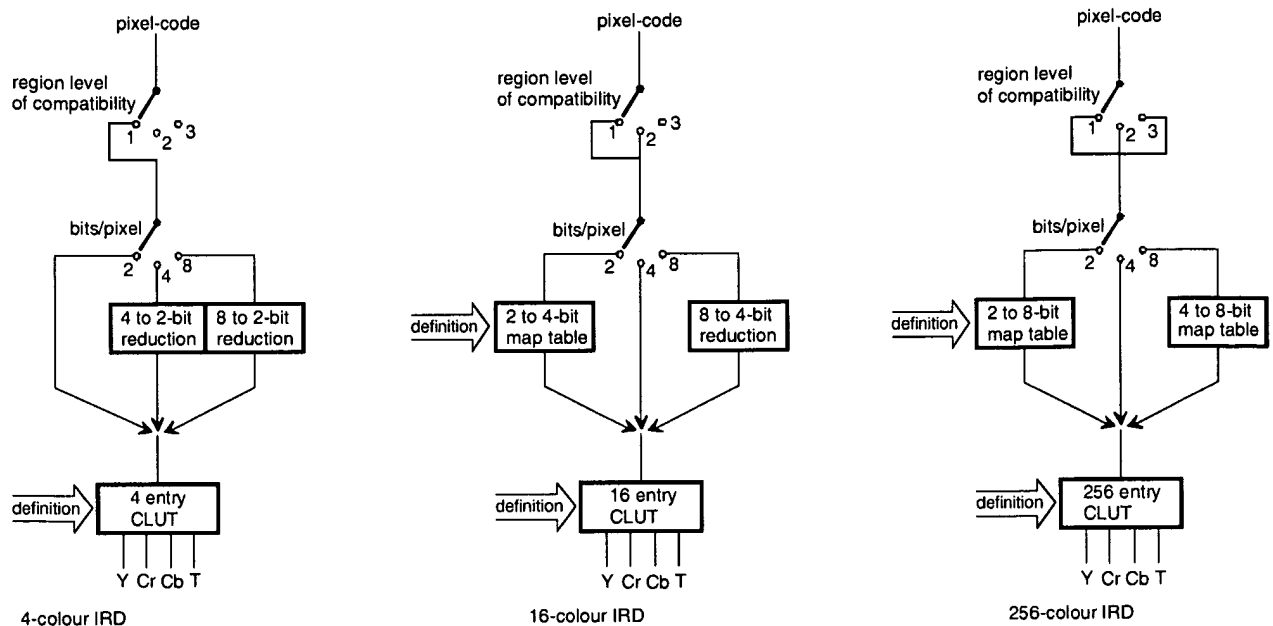 pixel-code
region level
of compatibility
1
2
3
bits/pixel
2
4
8
4 to 2-bit
reduction
8 to 2-bit
reduction
definition
4 entry
CLUT
Y Cr Cb T
4-colour IRD
pixel-code
region level
of compatibility
1
2
3
bits/pixel
2
4
8
definition
2 to 4-bit
map table
8 to 4-bit
reduction
definition
16 entry
CLUT
Y Cr Cb T
16-colour IRD
pixel-code
region level
of compatibility
1
2
3
bits/pixel
2
4
8
definition
2 to 8-bit
map table
4 to 8-bit
map table
definition
256 entry
CLUT
Y Cr Cb T
256-colour IRD